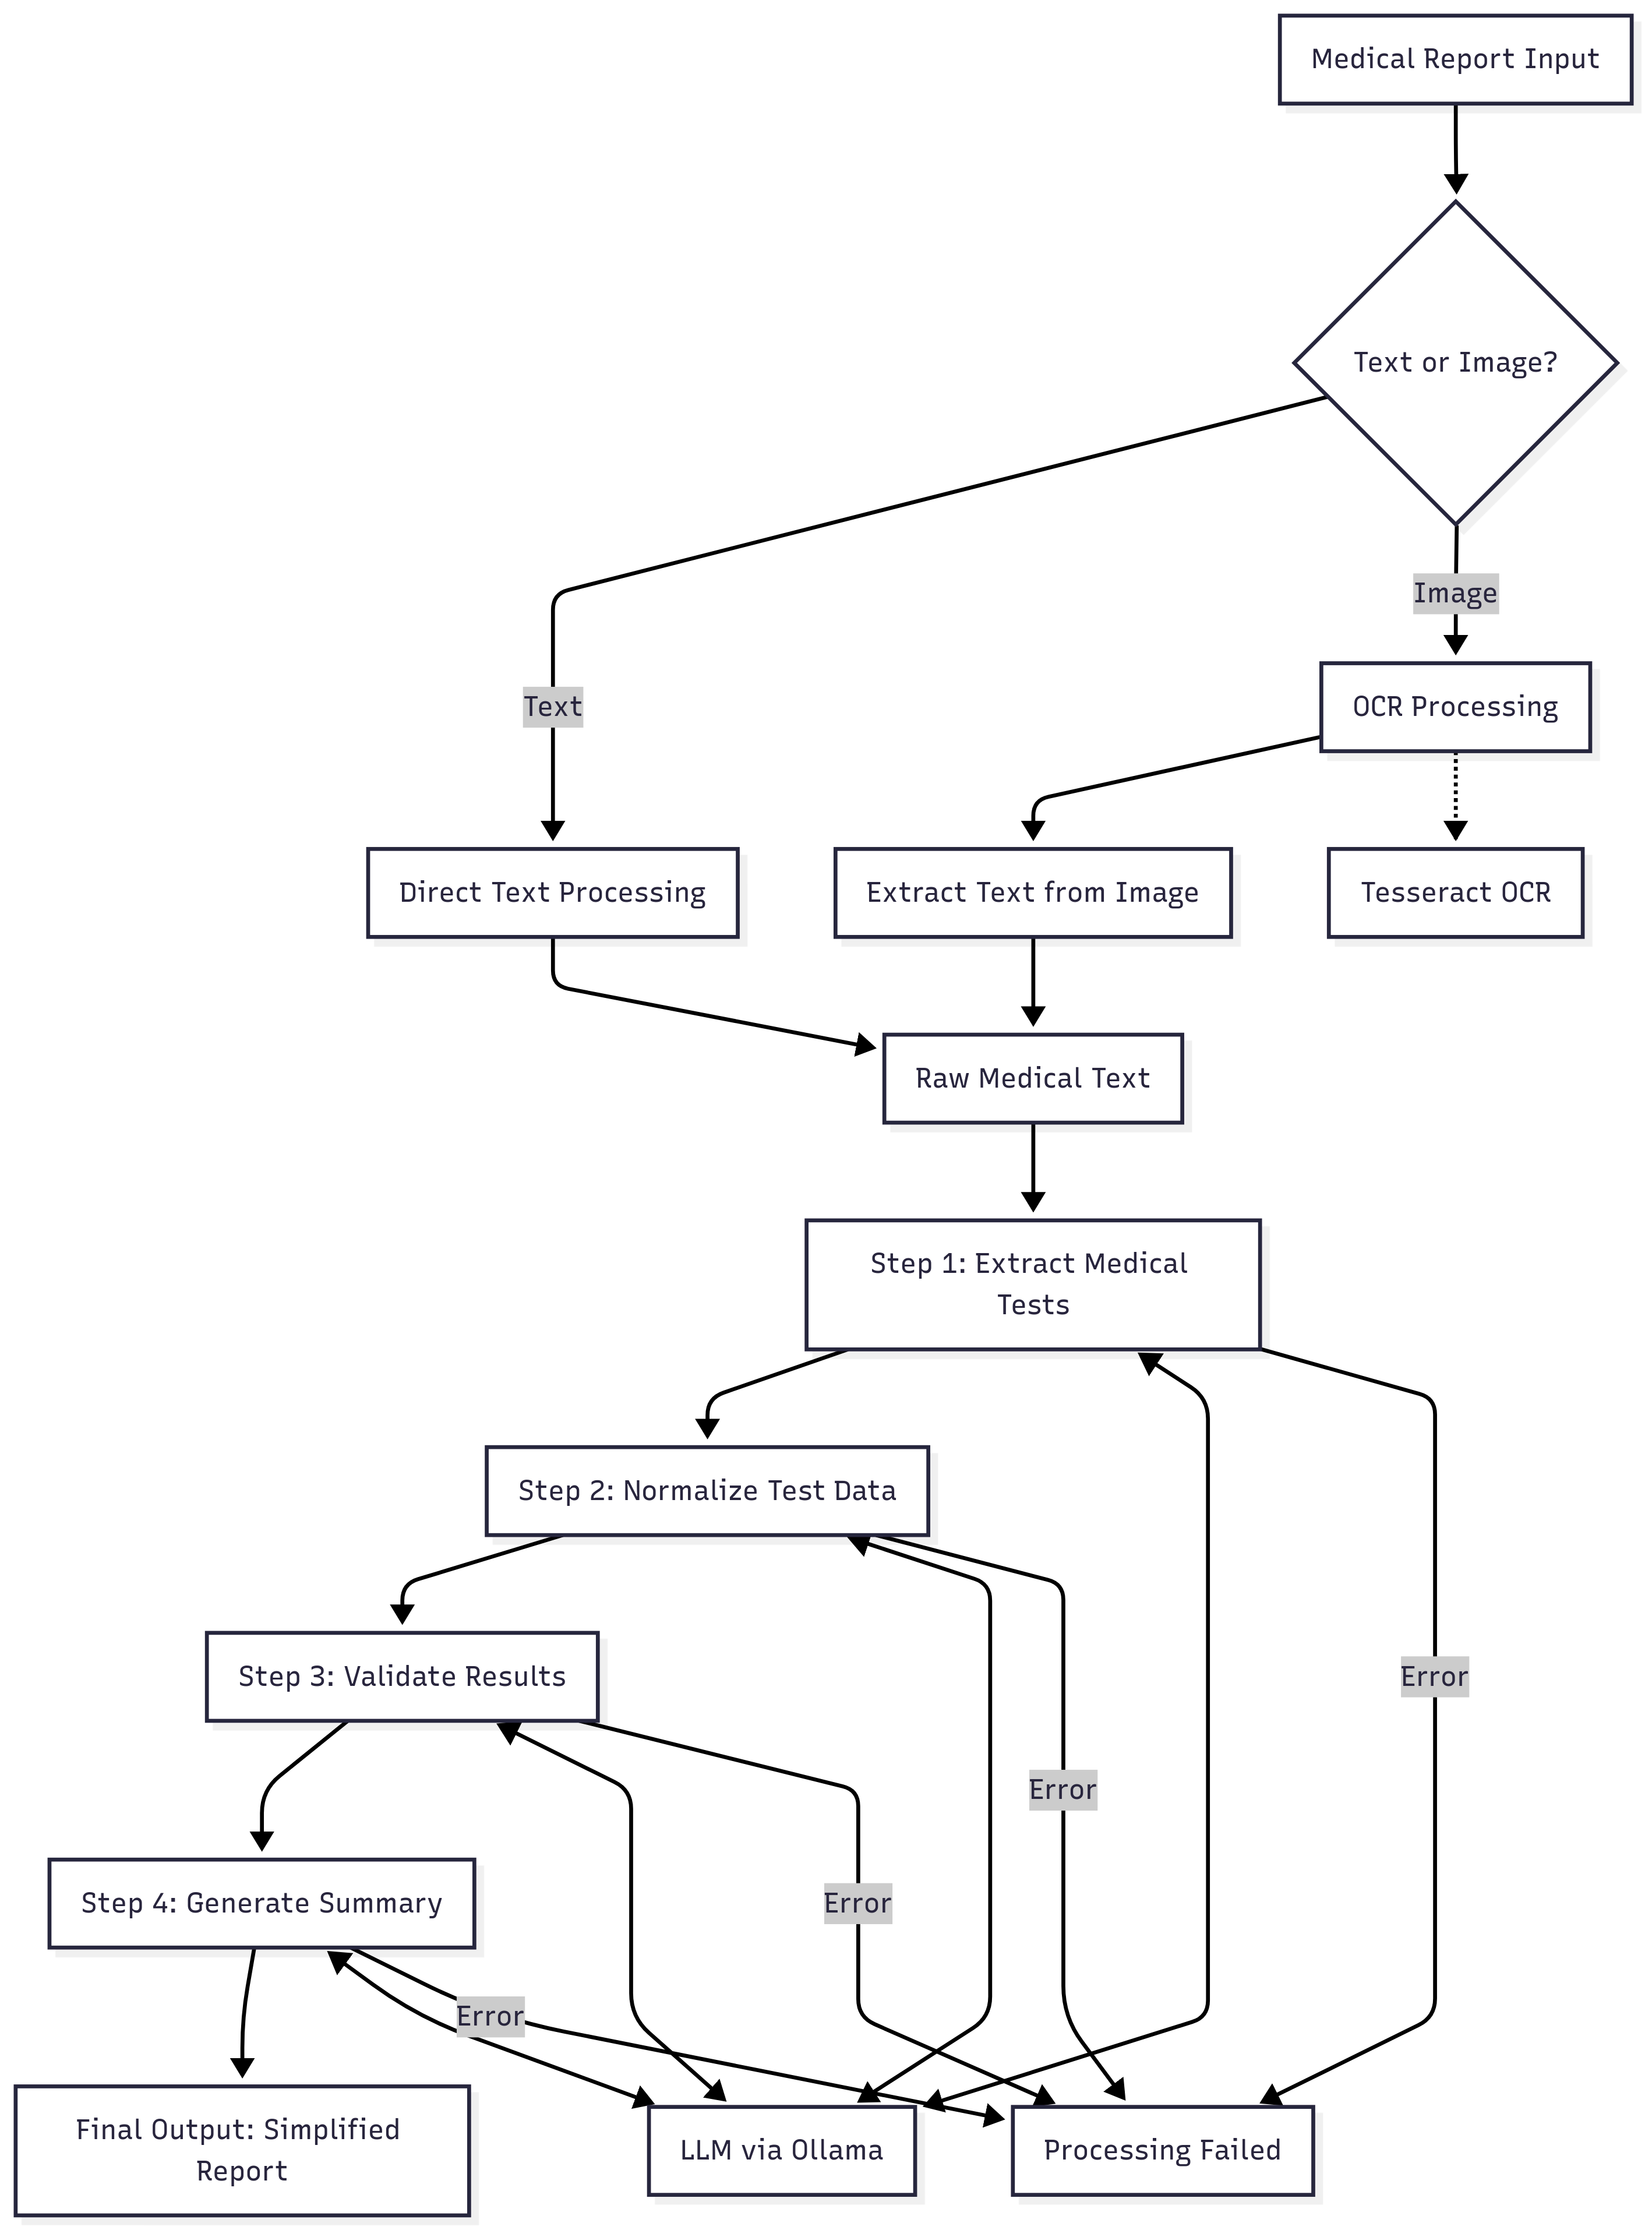 Medical Report Input
Text or Image?
Image
Text
OCR Processing
Direct Text Processing
Extract Text from Image
Tesseract OCR
Raw Medical Text
Step 1: Extract Medical
Tests
Step 2: Normalize Test Data
Step 3: Validate Results
Error
Error
Step 4: Generate Summary
Error
Error
Final Output: Simplified
Report
LLM via Ollama
Processing Failed